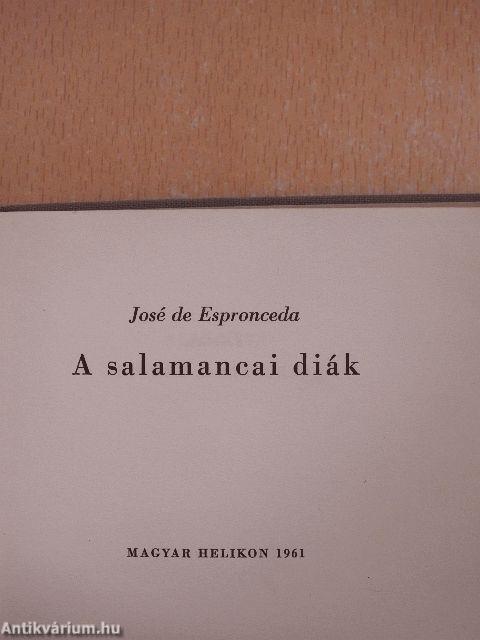 José de Espronceda
A salamancai diák
MAGYAR HELIKON 1961
Antikvárium.hu